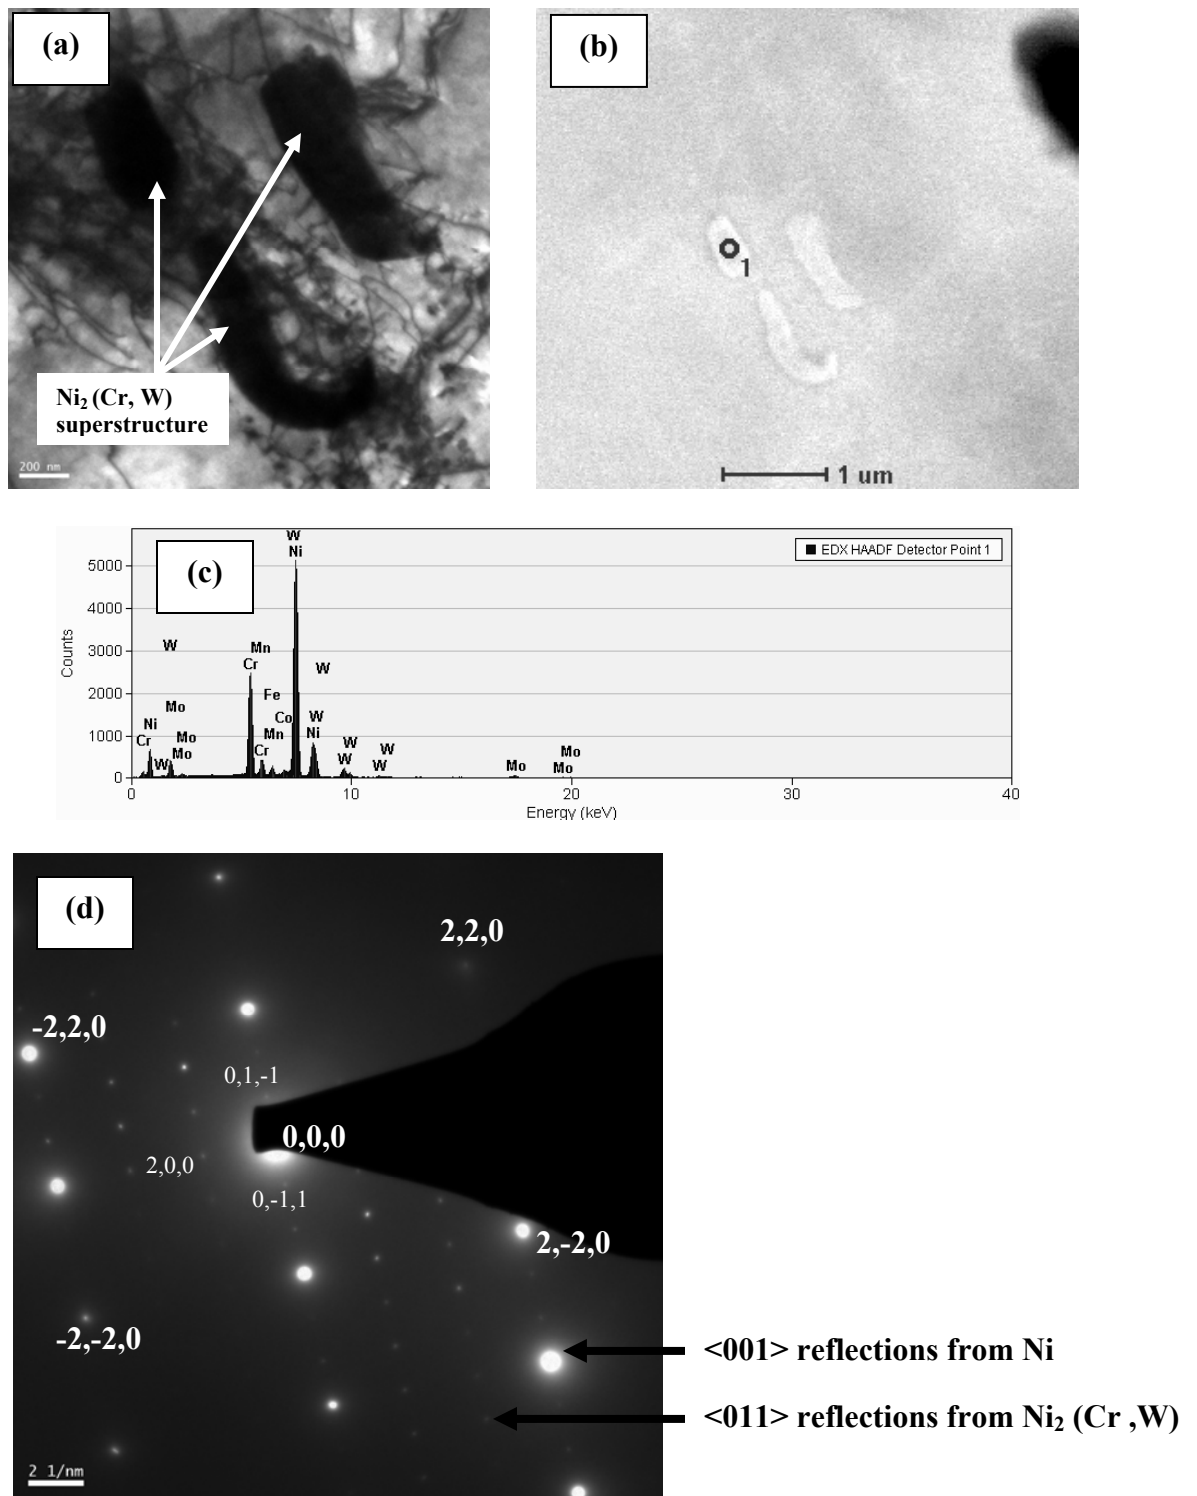 (a)
(b)
Ni₂ (Cr, W)
superstructure
200 nm
1
1 um
(c)
EDX HAADF Detector Point 1
Counts
5000
4000
3000
2000
1000
0
W
Ni
W
Mn
Cr
W
Mo
Fe
Ni
Co
W
Cr
Mo
Mn
Ni
W
Mo
Cr
W
W
W
W
Mo
Mo
Mo
0
10
20
30
40
Energy (keV)
(d)
2,2,0
-2,2,0
0,1,-1
0,0,0
2,0,0
0,-1,1
2,-2,0
-2,-2,0
<001> reflections from Ni
<011> reflections from Ni₂ (Cr ,W)
2 1/nm